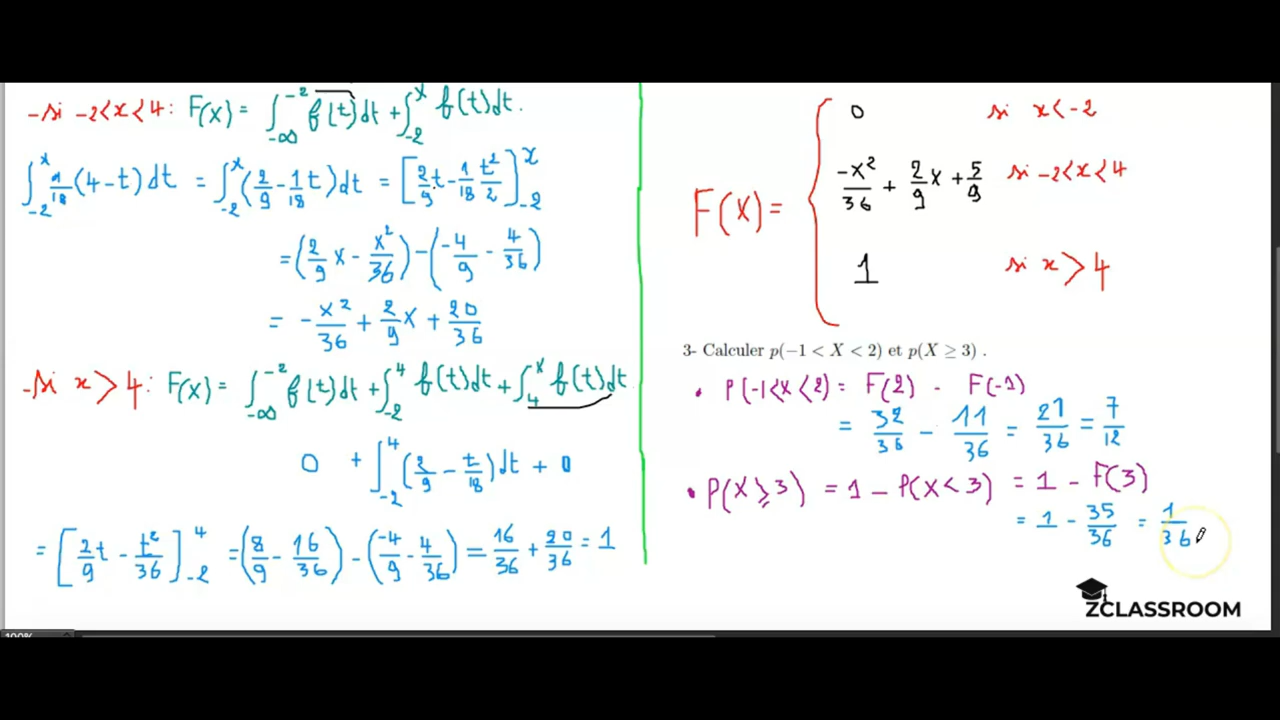 -si -2<x<4: F(x) = ∫_{-∞}^{-2} f(t)dt + ∫_{-2}^{x} f(t)dt.
∫_{-2}^{x} 1/18 (4-t)dt = ∫_{-2}^{x} (2/9 - 1/18 t)dt = [2/9 t - 1/18 t²/2]_{-2}^{x}
= (2/9 x - x²/36) - (-4/9 - 4/36)
= - x²/36 + 2/9 x + 20/36
-si x > 4: F(x) = ∫_{-∞}^{-2} f(t)dt + ∫_{-2}^{4} f(t)dt + ∫_{4}^{x} f(t)dt
0 + ∫_{-2}^{4} (2/9 - t/18)dt + 0
= [2t/9 - t²/36]_{-2}^{4} = (8/9 - 16/36) - (-4/9 - 4/36) = 16/36 + 20/36 = 1
0 si x < -2
F(x) = -x²/36 + 2/9 x + 5/9 si -2<x<4
1 si x > 4
3- Calculer p(−1 < X < 2) et p(X ≥ 3) .
• P(-1<X<2) = F(2) - F(-1)
= 32/36 - 11/36 = 21/36 = 7/12
• P(X ≥ 3) = 1 - P(X < 3) = 1 - F(3)
= 1 - 35/36 = 1/36
ZCLASSROOM
100%